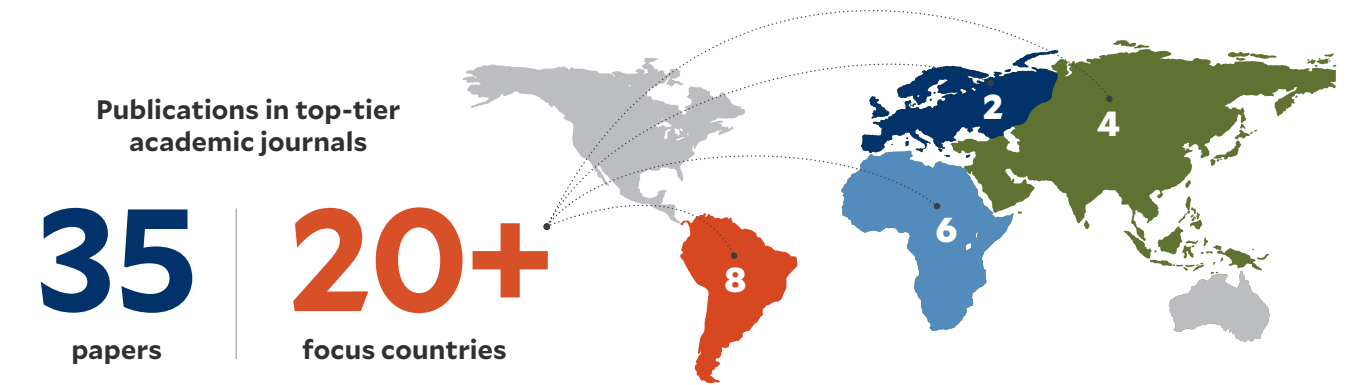 Publications in top-tier
academic journals
35
papers
20+
focus countries
8
6
2
4